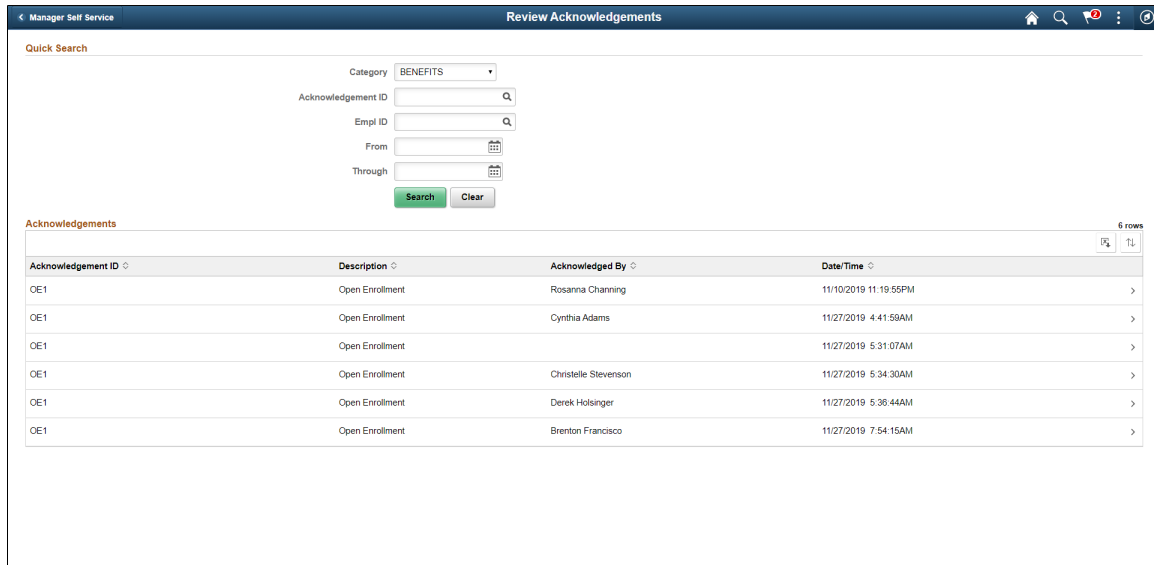 Manager Self Service
Review Acknowledgements
2
Quick Search
Category BENEFITS
Acknowledgement ID
Empl ID
From
Through
Search Clear
Acknowledgements
6 rows
Acknowledgement ID Description Acknowledged By Date/Time
OE1 Open Enrollment Rosanna Channing 11/10/2019 11:19:55PM
OE1 Open Enrollment Cynthia Adams 11/27/2019 4:41:59AM
OE1 Open Enrollment 11/27/2019 5:31:07AM
OE1 Open Enrollment Christelle Stevenson 11/27/2019 5:34:30AM
OE1 Open Enrollment Derek Holsinger 11/27/2019 5:36:44AM
OE1 Open Enrollment Brenton Francisco 11/27/2019 7:54:15AM